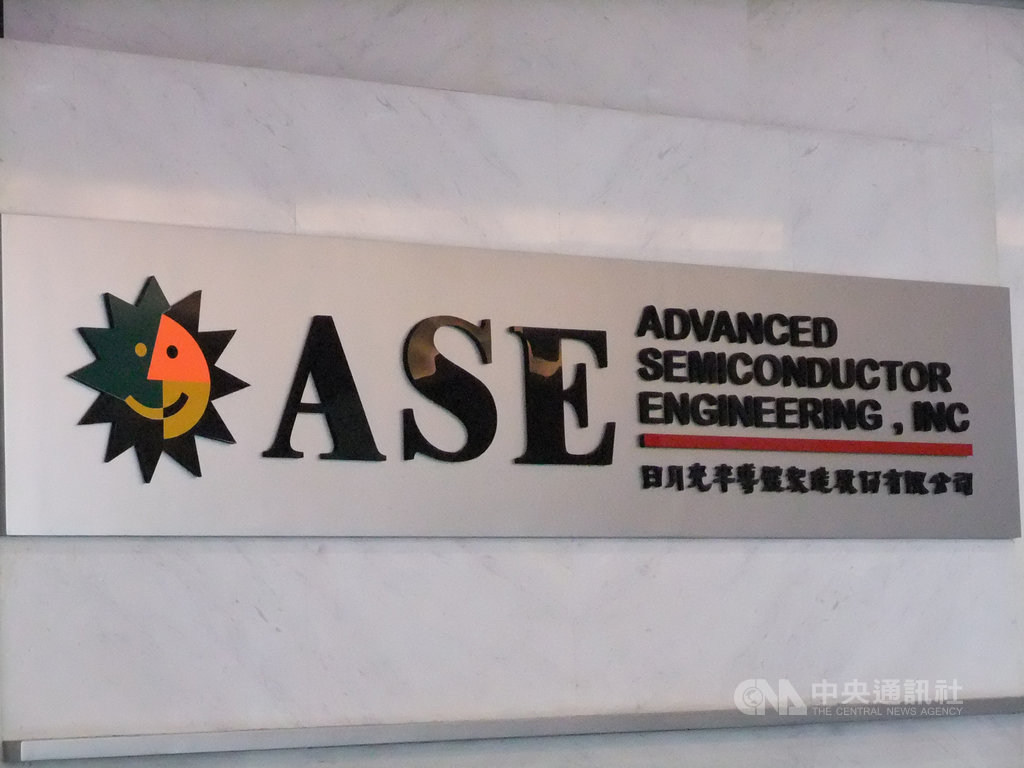 ASE
ADVANCED
SEMICONDUCTOR
ENGINEERING , INC
日月光半導體製造股份有限公司
中央通訊社
THE CENTRAL NEWS AGENCY